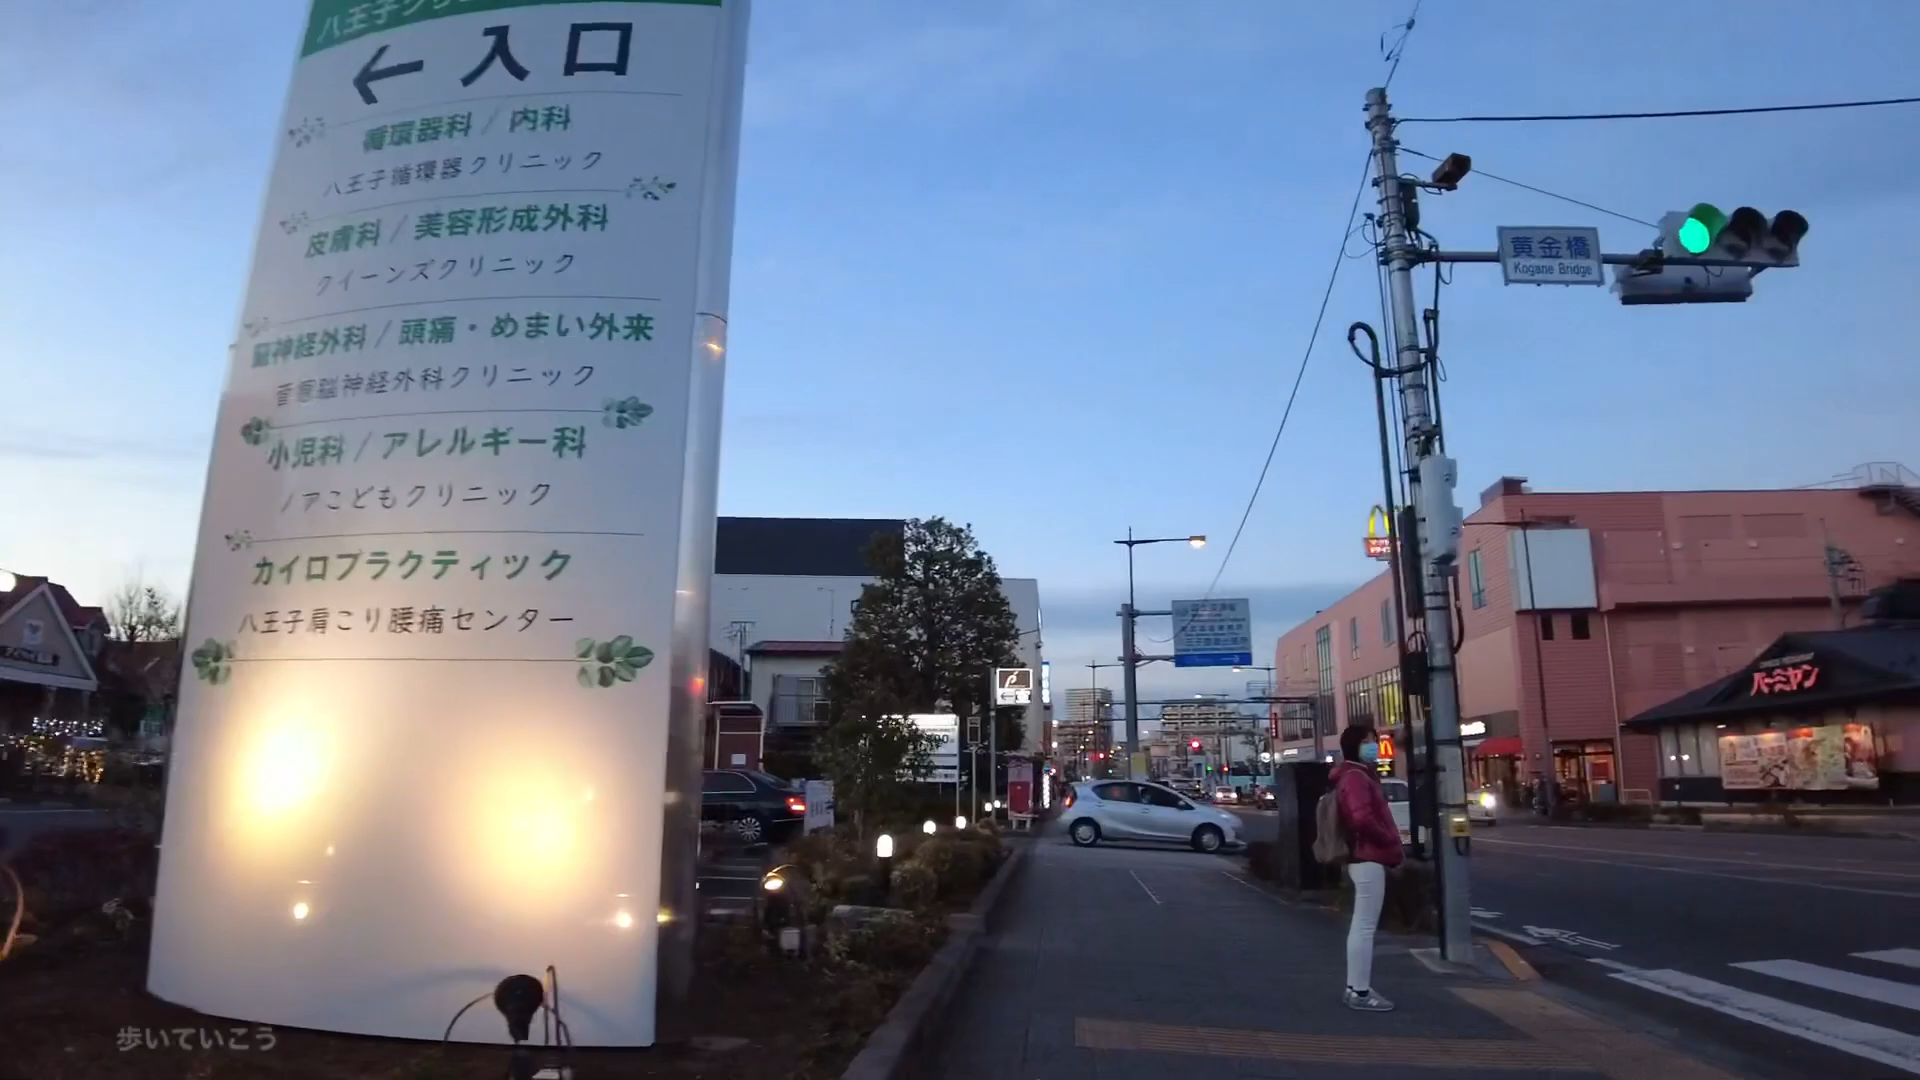 ← 入口
循環器科 / 内科
八王子循環器クリニック
皮膚科 / 美容形成外科
クイーンズクリニック
脳神経外科 / 頭痛・めまい外来
脳神経外科クリニック
小児科 / アレルギー科
ノアこどもクリニック
カイロプラクティック
八王子肩こり腰痛センター
黄金橋
Kogane Bridge
バーミヤン
歩いていこう